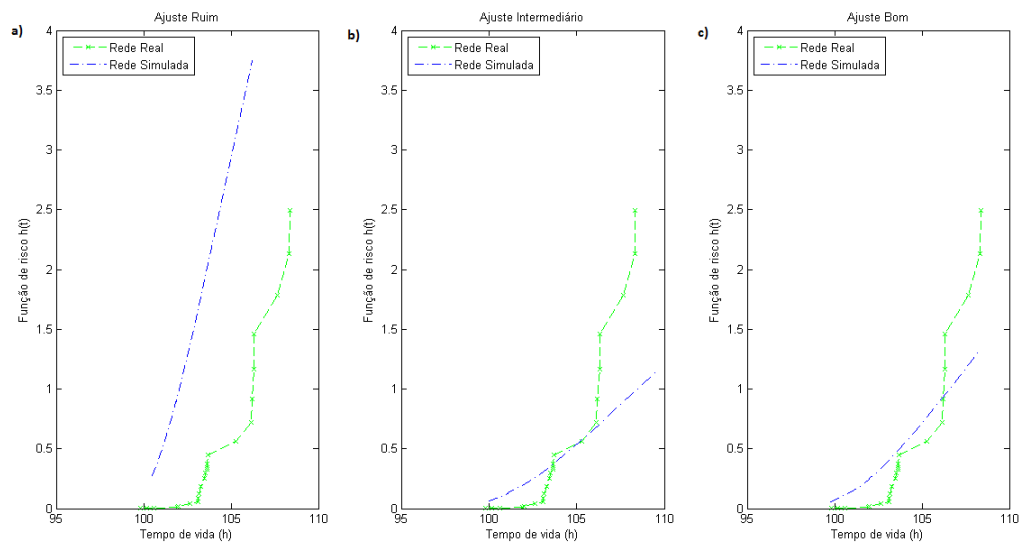 a)
Ajuste Ruim
Rede Real
Rede Simulada
Função de risco h(t)
4
3.5
3
2.5
2
1.5
1
0.5
0
95
100
105
110
Tempo de vida (h)
b)
Ajuste Intermediário
Rede Real
Rede Simulada
Função de risco h(t)
4
3.5
3
2.5
2
1.5
1
0.5
0
95
100
105
110
Tempo de vida (h)
c)
Ajuste Bom
Rede Real
Rede Simulada
Função de risco h(t)
4
3.5
3
2.5
2
1.5
1
0.5
0
95
100
105
110
Tempo de vida (h)